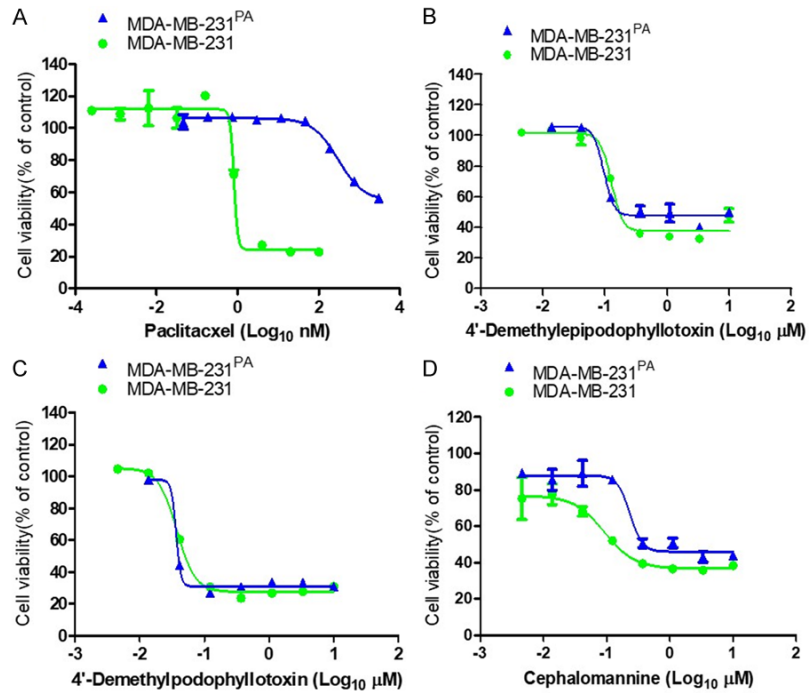 A
MDA-MB-231PA
MDA-MB-231
Cell viability(% of control)
140
120
100
80
60
40
20
0
-4
-2
0
2
4
Paclitacxel (Log10 nM)
B
MDA-MB-231PA
MDA-MB-231
Cell viability(% of control)
140
120
100
80
60
40
20
0
-3
-2
-1
0
1
2
4'-Demethylepipodophyllotoxin (Log10 μM)
C
MDA-MB-231PA
MDA-MB-231
Cell viability(% of control)
140
120
100
80
60
40
20
0
-3
-2
-1
0
1
2
4'-Demethylpodophyllotoxin (Log10 μM)
D
MDA-MB-231PA
MDA-MB-231
Cell viability(% of control)
120
100
80
60
40
20
0
-3
-2
-1
0
1
2
Cephalomannine (Log10 μM)